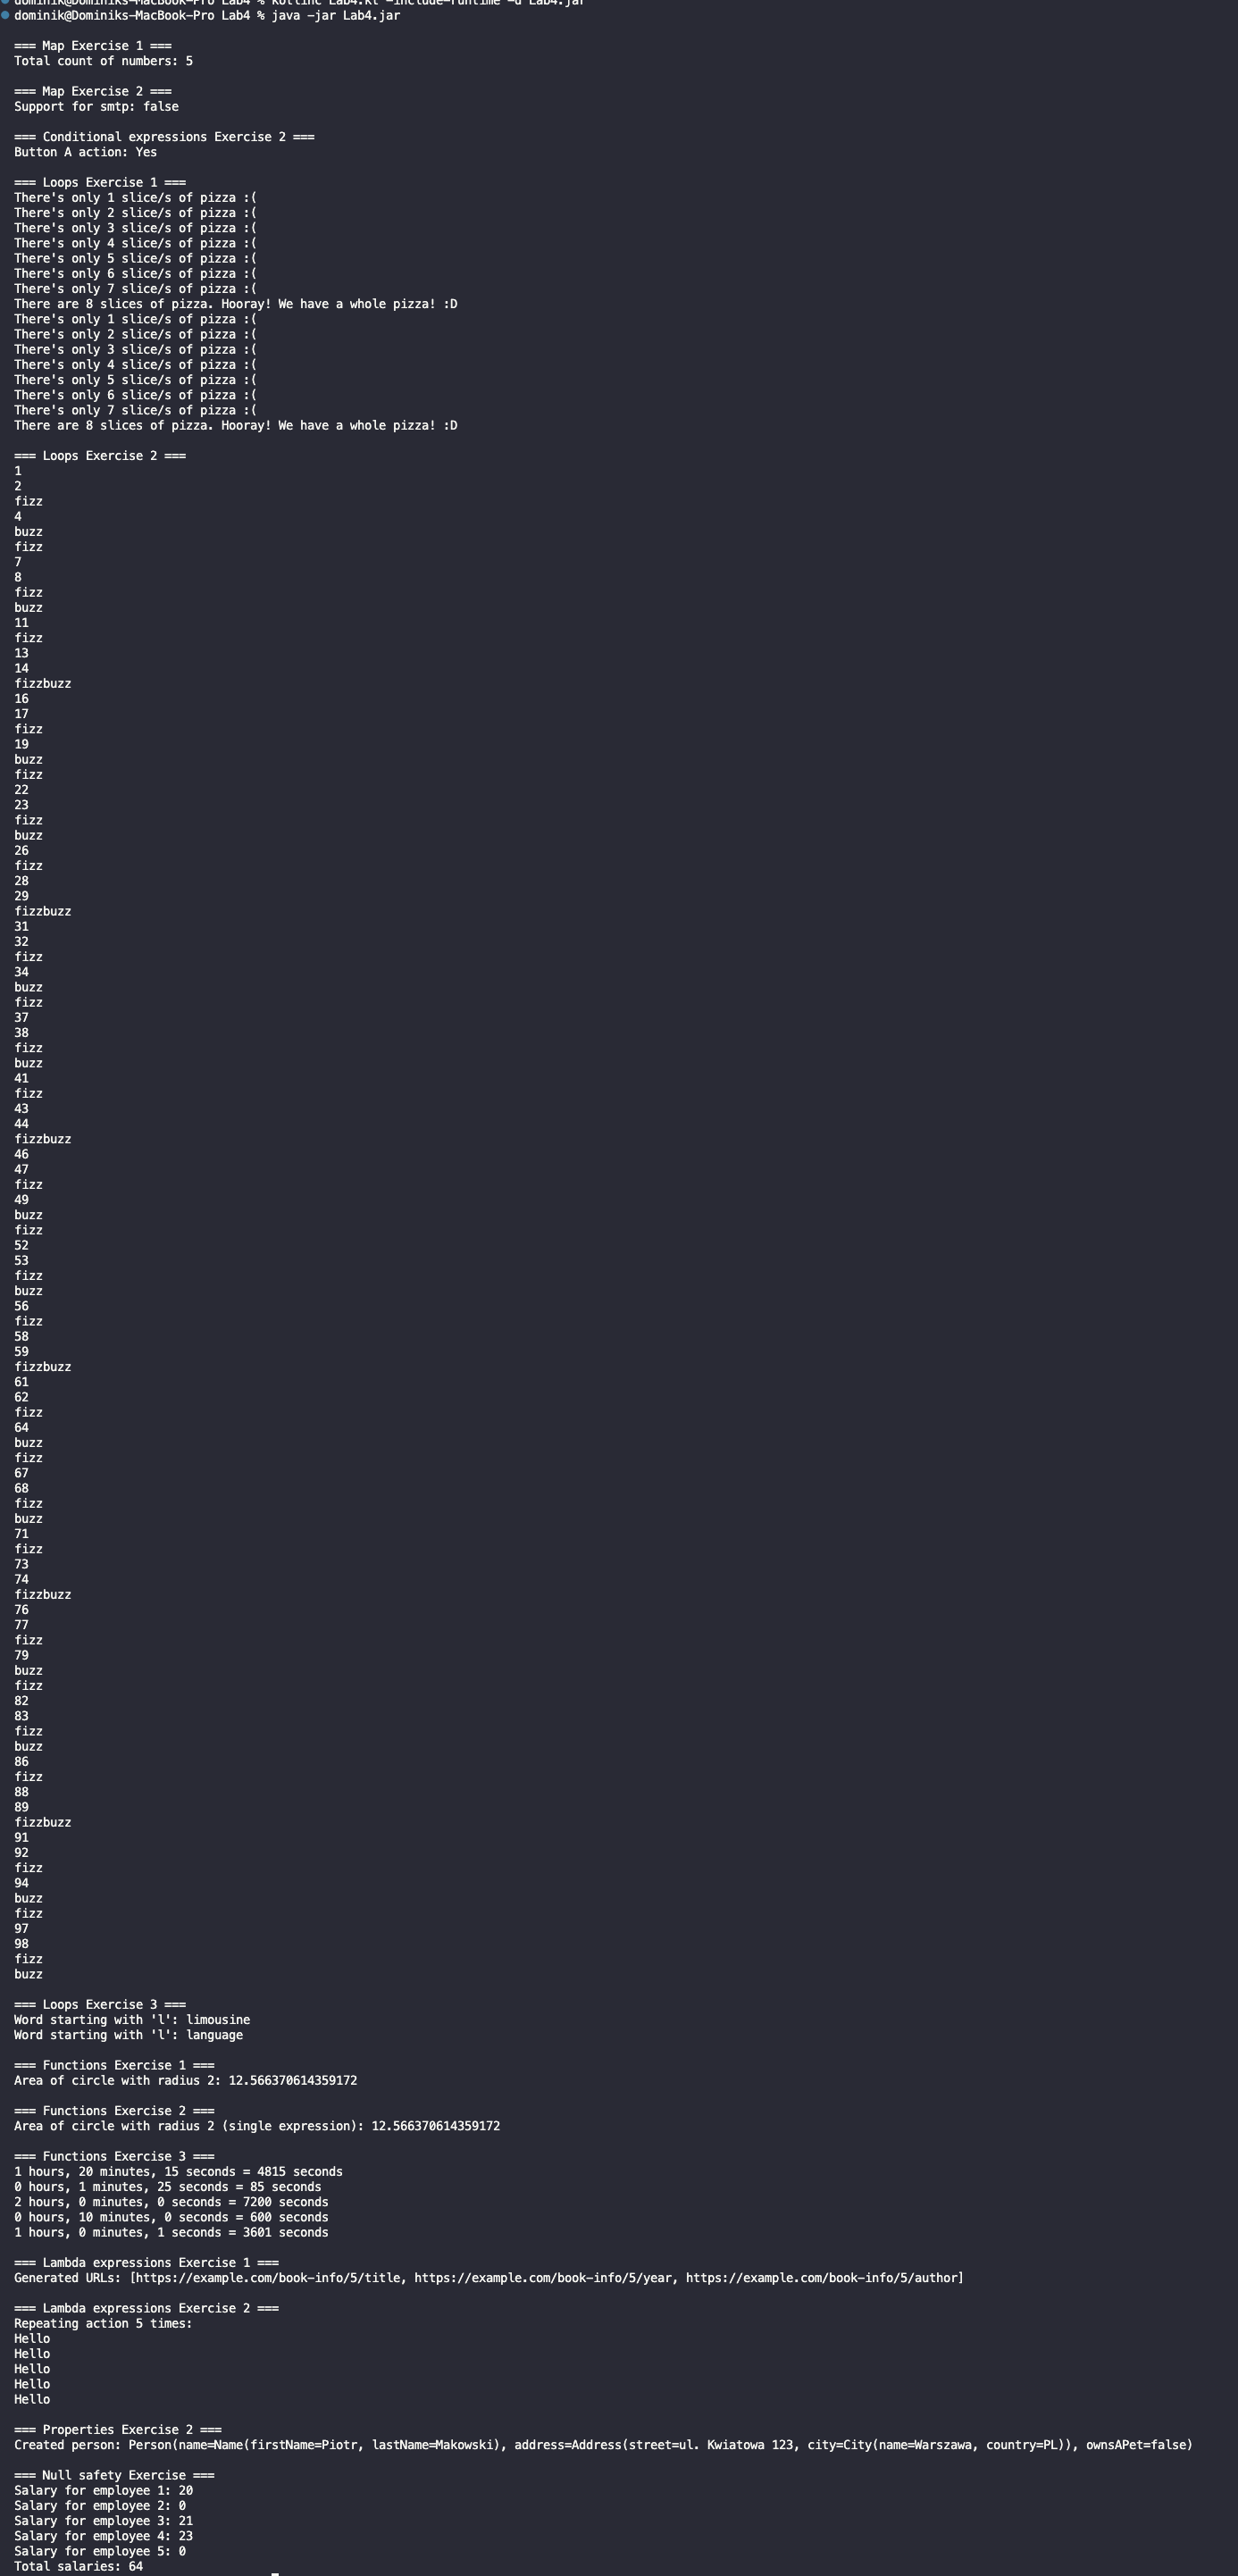 dominik@Dominiks-MacBook-Pro Lab4 % kotlinc Lab4.kt -include-runtime -d Lab4.jar
dominik@Dominiks-MacBook-Pro Lab4 % java -jar Lab4.jar
=== Map Exercise 1 ===
Total count of numbers: 5
=== Map Exercise 2 ===
Support for smtp: false
=== Conditional expressions Exercise 2 ===
Button A action: Yes
=== Loops Exercise 1 ===
There's only 1 slice/s of pizza :(
There's only 2 slice/s of pizza :(
There's only 3 slice/s of pizza :(
There's only 4 slice/s of pizza :(
There's only 5 slice/s of pizza :(
There's only 6 slice/s of pizza :(
There's only 7 slice/s of pizza :(
There are 8 slices of pizza. Hooray! We have a whole pizza! :D
There's only 1 slice/s of pizza :(
There's only 2 slice/s of pizza :(
There's only 3 slice/s of pizza :(
There's only 4 slice/s of pizza :(
There's only 5 slice/s of pizza :(
There's only 6 slice/s of pizza :(
There's only 7 slice/s of pizza :(
There are 8 slices of pizza. Hooray! We have a whole pizza! :D
=== Loops Exercise 2 ===
1
2
fizz
4
buzz
fizz
7
8
fizz
buzz
11
fizz
13
14
fizzbuzz
16
17
fizz
19
buzz
fizz
22
23
fizz
buzz
26
fizz
28
29
fizzbuzz
31
32
fizz
34
buzz
fizz
37
38
fizz
buzz
41
fizz
43
44
fizzbuzz
46
47
fizz
49
buzz
fizz
52
53
fizz
buzz
56
fizz
58
59
fizzbuzz
61
62
fizz
64
buzz
fizz
67
68
fizz
buzz
71
fizz
73
74
fizzbuzz
76
77
fizz
79
buzz
fizz
82
83
fizz
buzz
86
fizz
88
89
fizzbuzz
91
92
fizz
94
buzz
fizz
97
98
fizz
buzz
=== Loops Exercise 3 ===
Word starting with 'l': limousine
Word starting with 'l': language
=== Functions Exercise 1 ===
Area of circle with radius 2: 12.566370614359172
=== Functions Exercise 2 ===
Area of circle with radius 2 (single expression): 12.566370614359172
=== Functions Exercise 3 ===
1 hours, 20 minutes, 15 seconds = 4815 seconds
0 hours, 1 minutes, 25 seconds = 85 seconds
2 hours, 0 minutes, 0 seconds = 7200 seconds
0 hours, 10 minutes, 0 seconds = 600 seconds
1 hours, 0 minutes, 1 seconds = 3601 seconds
=== Lambda expressions Exercise 1 ===
Generated URLs: [https://example.com/book-info/5/title, https://example.com/book-info/5/year, https://example.com/book-info/5/author]
=== Lambda expressions Exercise 2 ===
Repeating action 5 times:
Hello
Hello
Hello
Hello
Hello
=== Properties Exercise 2 ===
Created person: Person(name=Name(firstName=Piotr, lastName=Makowski), address=Address(street=ul. Kwiatowa 123, city=City(name=Warszawa, country=PL)), ownsAPet=false)
=== Null safety Exercise ===
Salary for employee 1: 20
Salary for employee 2: 0
Salary for employee 3: 21
Salary for employee 4: 23
Salary for employee 5: 0
Total salaries: 64